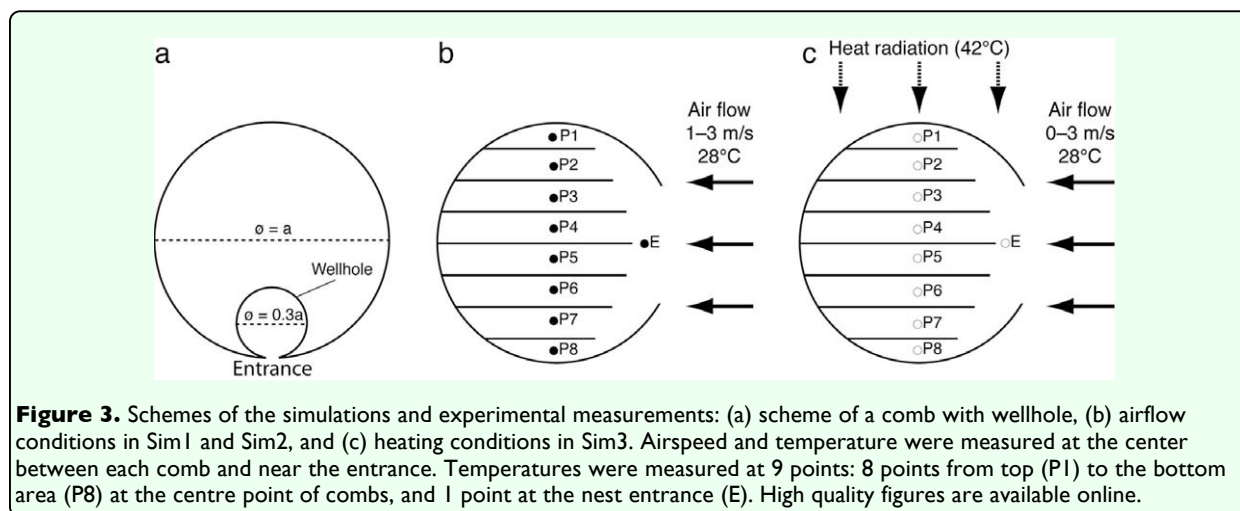 a
ø = a
Wellhole
ø = 0.3a
Entrance
b
P1
P2
P3
P4
E
P5
P6
P7
P8
Air flow
1–3 m/s
28°C
c
Heat radiation (42°C)
P1
P2
P3
P4
E
P5
P6
P7
P8
Air flow
0–3 m/s
28°C
Figure 3. Schemes of the simulations and experimental measurements: (a) scheme of a comb with wellhole, (b) airflow
conditions in Sim1 and Sim2, and (c) heating conditions in Sim3. Airspeed and temperature were measured at the center
between each comb and near the entrance. Temperatures were measured at 9 points: 8 points from top (P1) to the bottom
area (P8) at the centre point of combs, and 1 point at the nest entrance (E). High quality figures are available online.